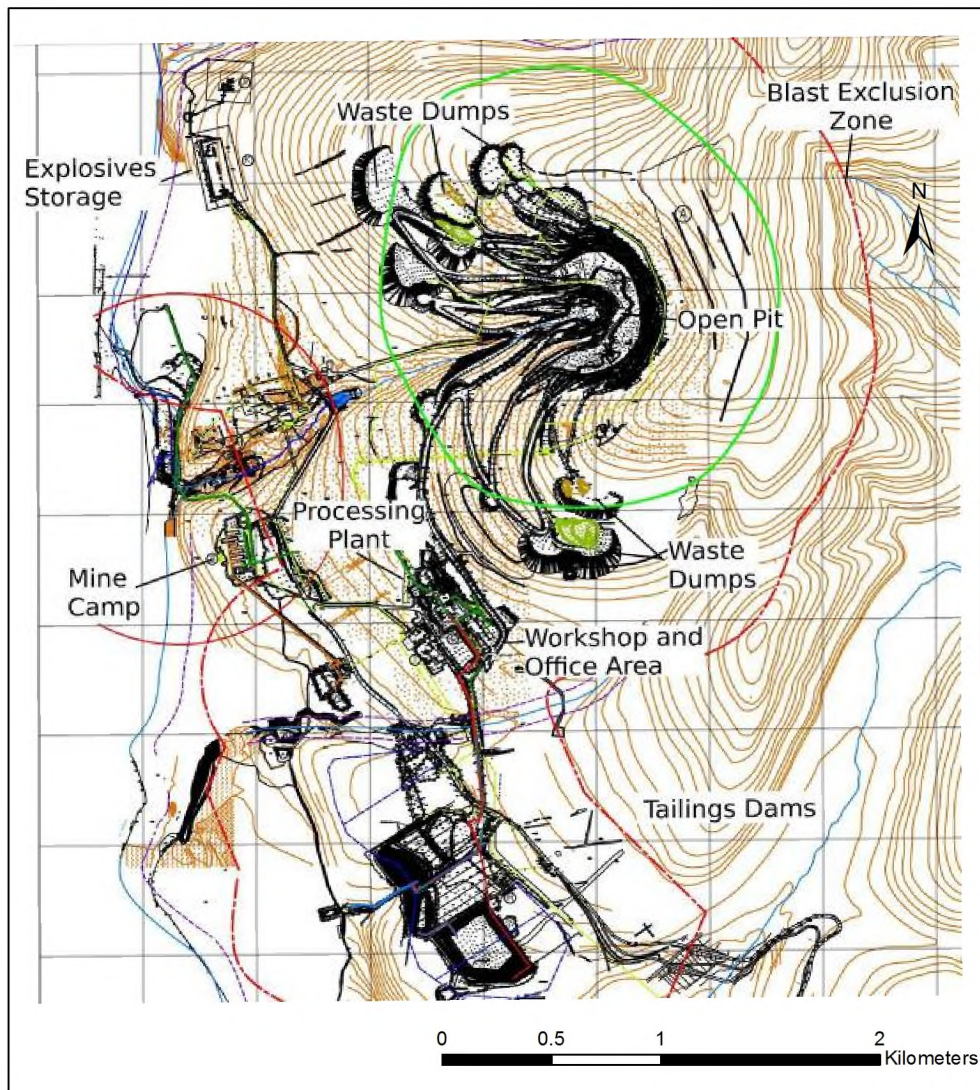 Waste Dumps
Blast Exclusion
Zone
Explosives
Storage
N
A
Open Pit
Processing
Plant
Mine
Camp
Waste
Dumps
Workshop and
Office Area
Tailings Dams
0 0.5 1 2
Kilometers